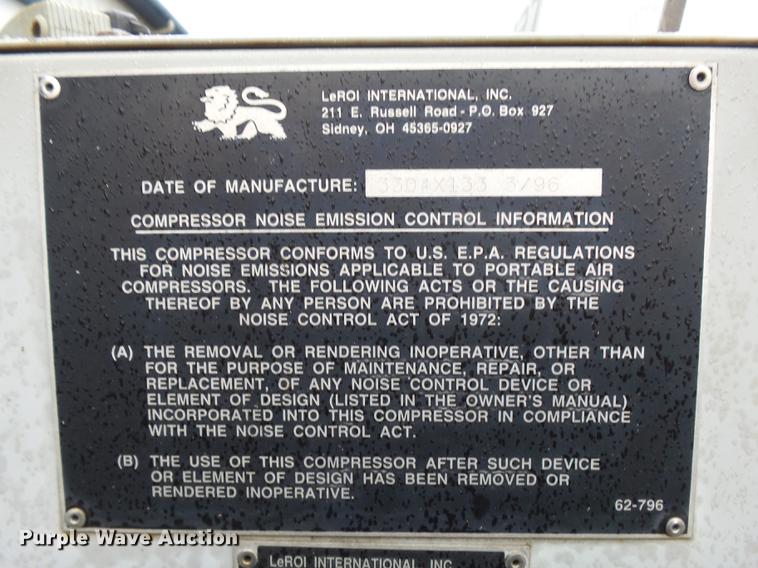 LeROI INTERNATIONAL, INC.
211 E. Russell Road - P.O. Box 927
Sidney, OH 45365-0927
DATE OF MANUFACTURE: 3/96
COMPRESSOR NOISE EMISSION CONTROL INFORMATION
THIS COMPRESSOR CONFORMS TO U.S. E.P.A. REGULATIONS
FOR NOISE EMISSIONS APPLICABLE TO PORTABLE AIR
COMPRESSORS. THE FOLLOWING ACTS OR THE CAUSING
THEREOF BY ANY PERSON ARE PROHIBITED BY THE
NOISE CONTROL ACT OF 1972:
(A) THE REMOVAL OR RENDERING INOPERATIVE, OTHER THAN
FOR THE PURPOSE OF MAINTENANCE, REPAIR, OR
REPLACEMENT, OF ANY NOISE CONTROL DEVICE OR
ELEMENT OF DESIGN (LISTED IN THE OWNER'S MANUAL)
INCORPORATED INTO THIS COMPRESSOR IN COMPLIANCE
WITH THE NOISE CONTROL ACT.
(B) THE USE OF THIS COMPRESSOR AFTER SUCH DEVICE
OR ELEMENT OF DESIGN HAS BEEN REMOVED OR
RENDERED INOPERATIVE.
62-796
Purple Wave Auction
LeROI INTERNATIONAL, INC.